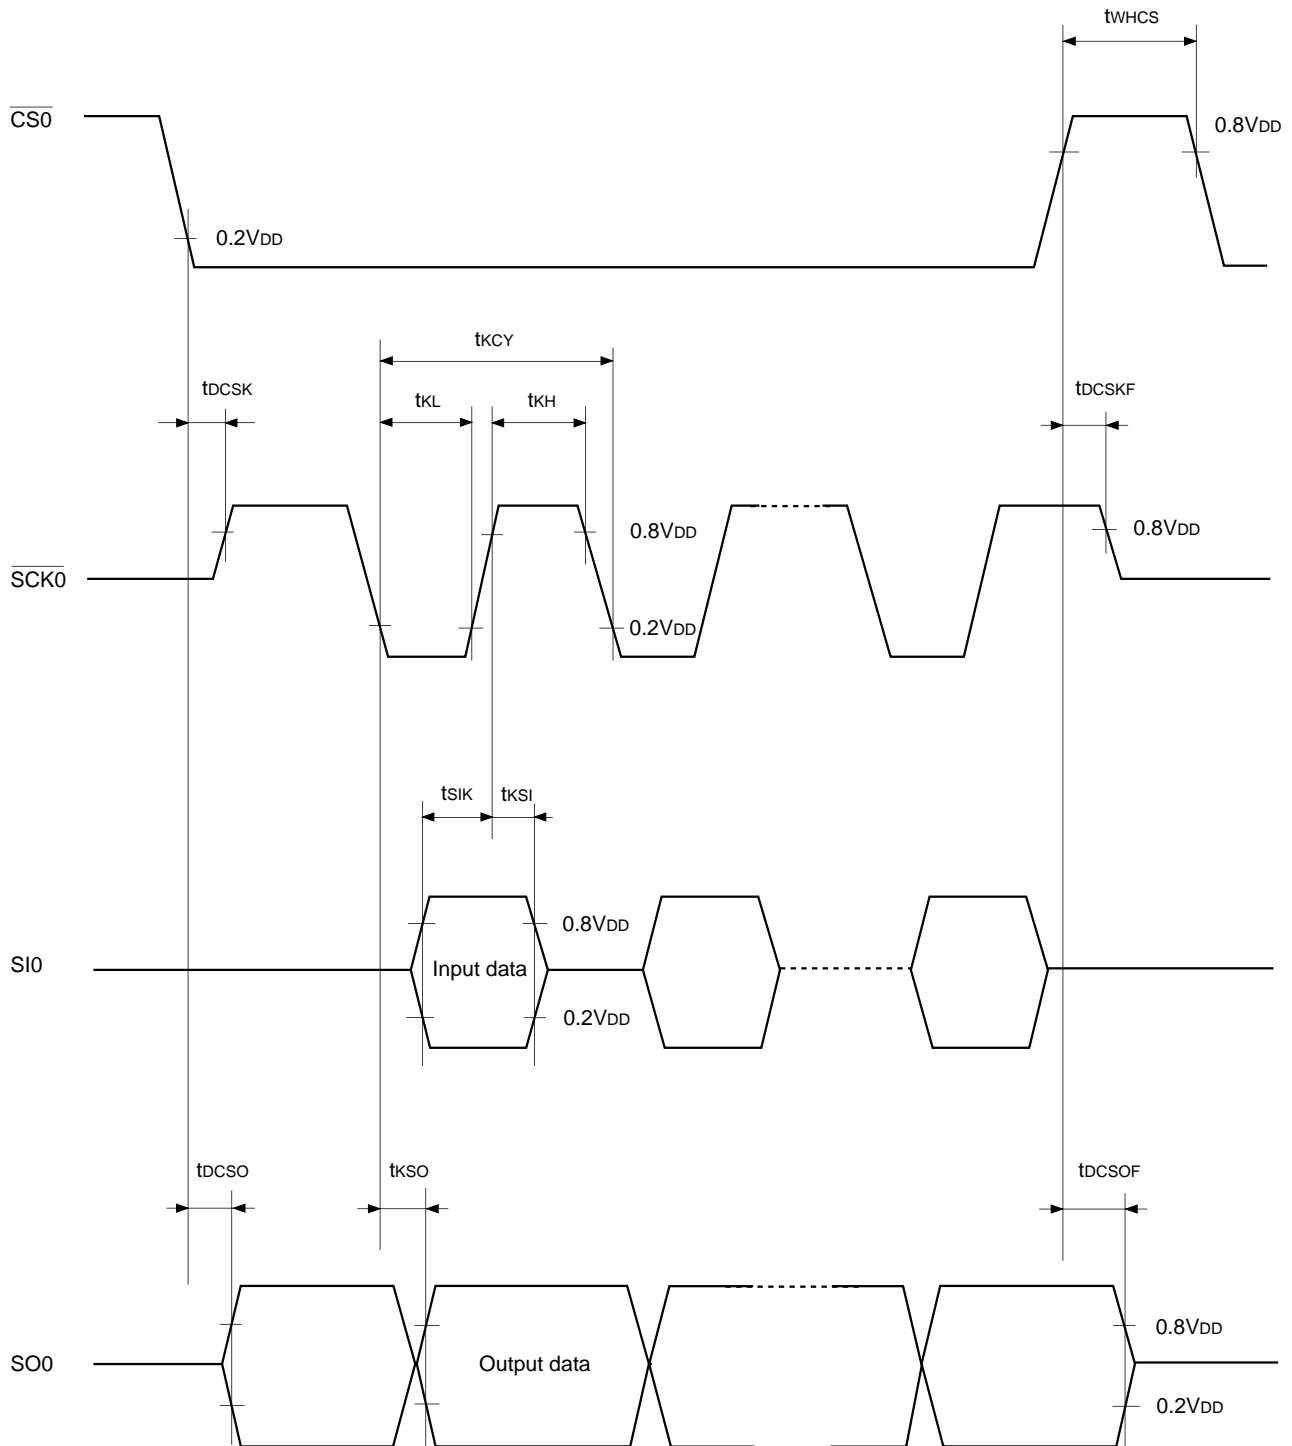 tWHCS
CS0
0.8VDD
0.2VDD
tKCY
tDCSK
tKL
tKH
tDCSKF
0.8VDD
0.8VDD
SCK0
0.2VDD
tSIK
tKSI
0.8VDD
SI0
Input data
0.2VDD
tDCSO
tKSO
tDCSOF
0.8VDD
SO0
Output data
0.2VDD